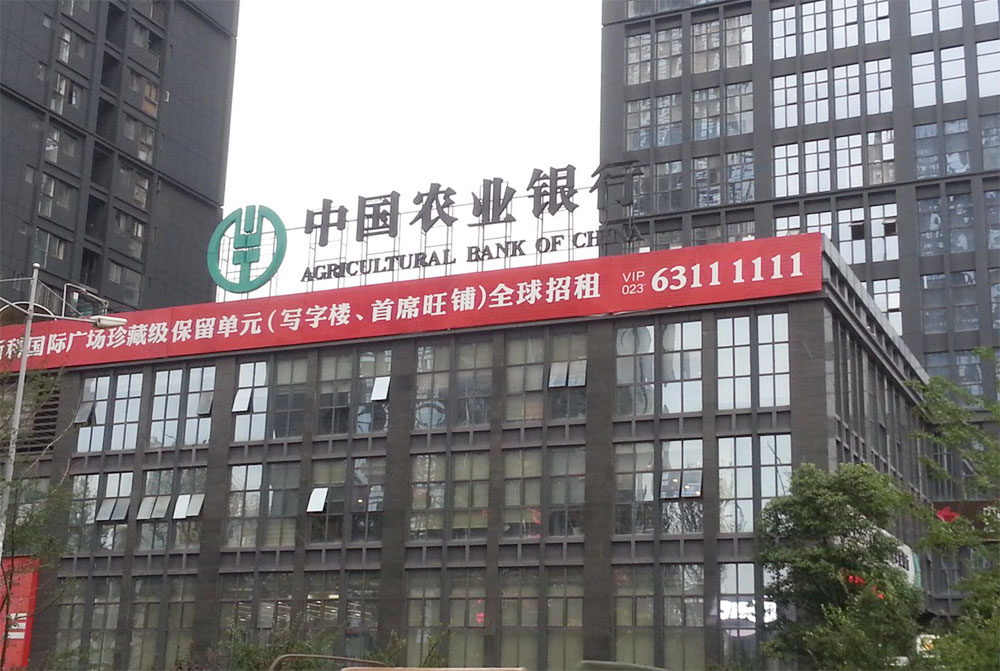 中国农业银行
AGRICULTURAL BANK OF CHINA
科国际广场珍藏级保留单元(写字楼、首席旺铺)全球招租
VIP
023
6311 1111